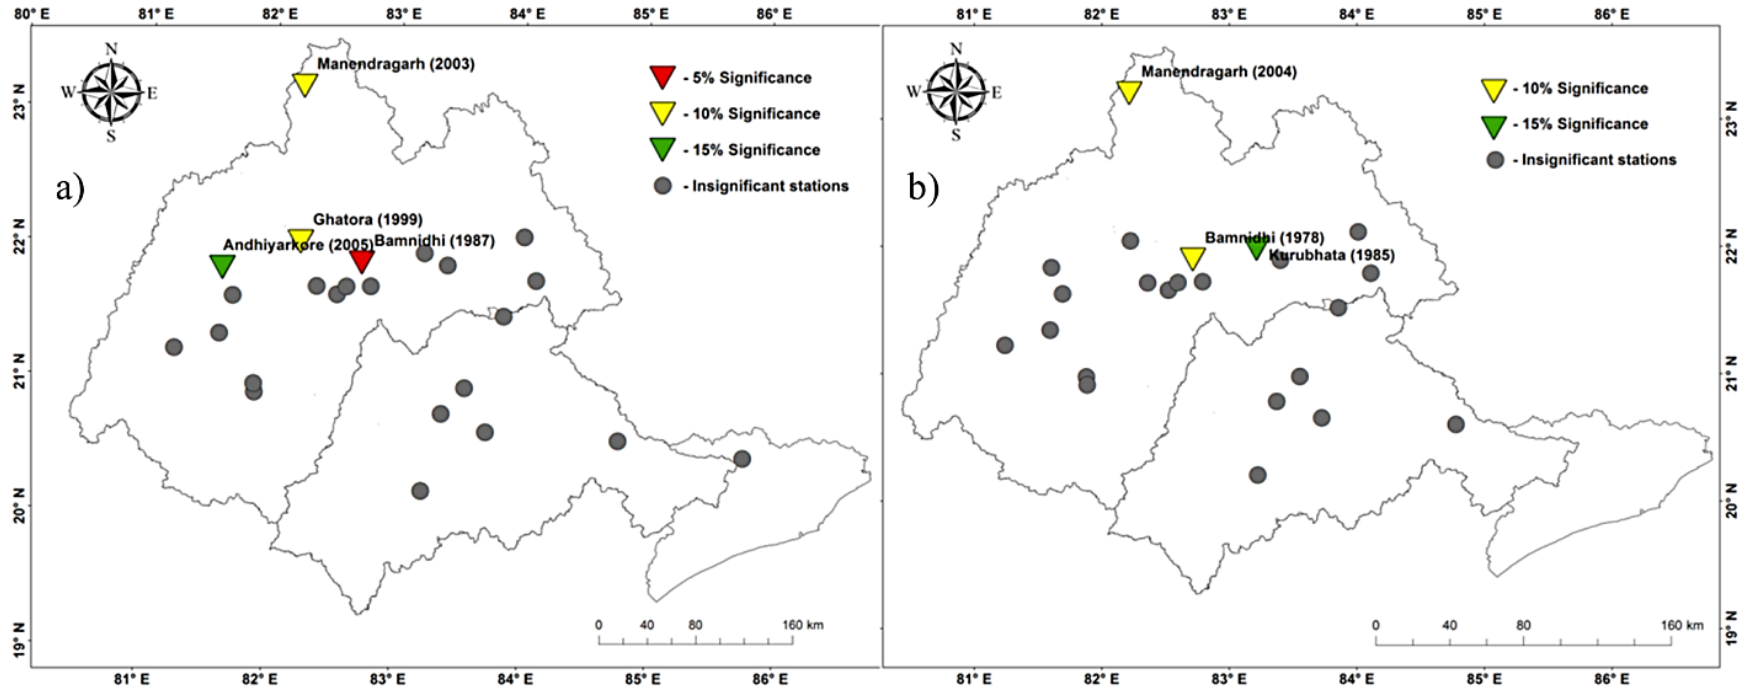 80° E 81° E 82° E 83° E 84° E 85° E 86° E
81° E 82° E 83° E 84° E 85° E 86° E
N
W E
S
Manendragarh (2003)
- 5% Significance
- 10% Significance
- 15% Significance
- Insignificant stations
a)
Ghatora (1999)
Andhiyarkore (2005)
Bamnidhi (1987)
23° N
22° N
21° N
20° N
19° N
0 40 80 160 km
81° E 82° E 83° E 84° E 85° E 86° E
N
W E
S
Manendragarh (2004)
- 10% Significance
- 15% Significance
- Insignificant stations
b)
Bamnidhi (1978)
Kurubhata (1985)
23° N
22° N
21° N
20° N
19° N
0 40 80 160 km
81° E 82° E 83° E 84° E 85° E 86° E